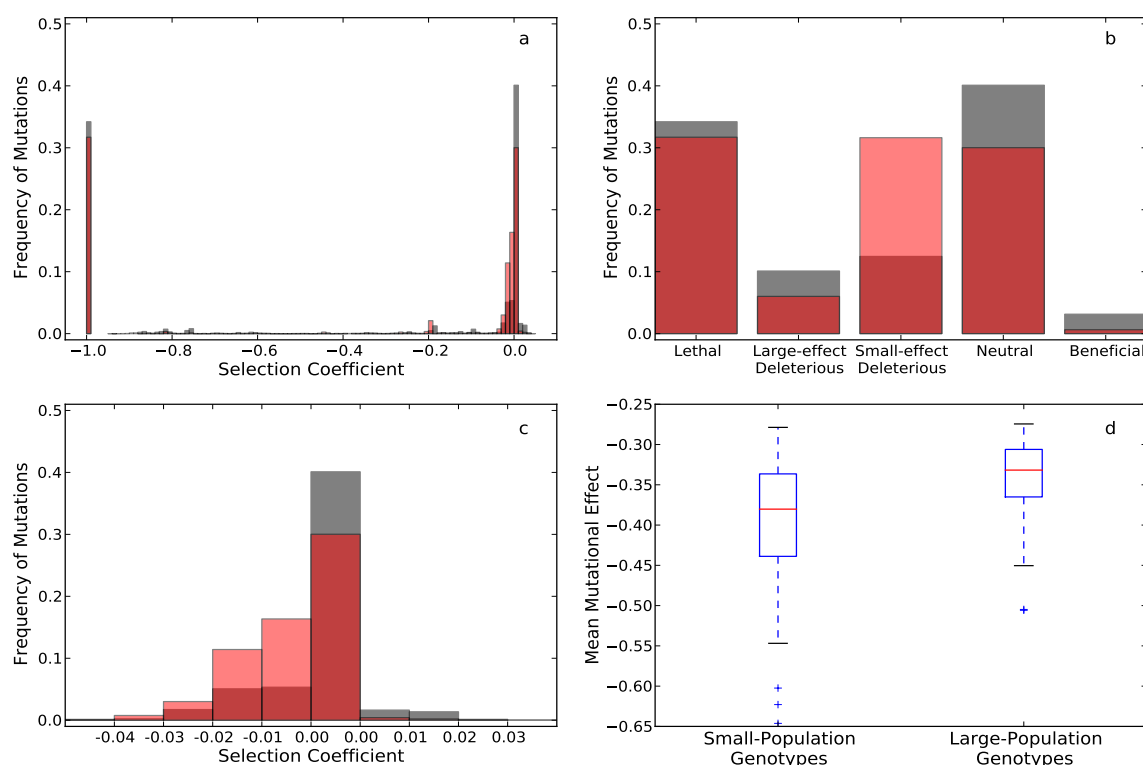 a
0.5
0.4
0.3
0.2
0.1
0.0
Frequency of Mutations
−1.0 −0.8 −0.6 −0.4 −0.2 0.0
Selection Coefficient
b
0.5
0.4
0.3
0.2
0.1
0.0
Frequency of Mutations
Lethal Large-effect Small-effect Neutral Beneficial
Deleterious Deleterious
c
0.5
0.4
0.3
0.2
0.1
0.0
Frequency of Mutations
-0.04 -0.03 -0.01 -0.01 0.00 0.00 0.01 0.03
Selection Coefficient
d
−0.25
−0.30
−0.35
−0.40
−0.45
−0.50
−0.55
−0.60
−0.65
Mean Mutational Effect
Small-Population Large-Population
Genotypes Genotypes